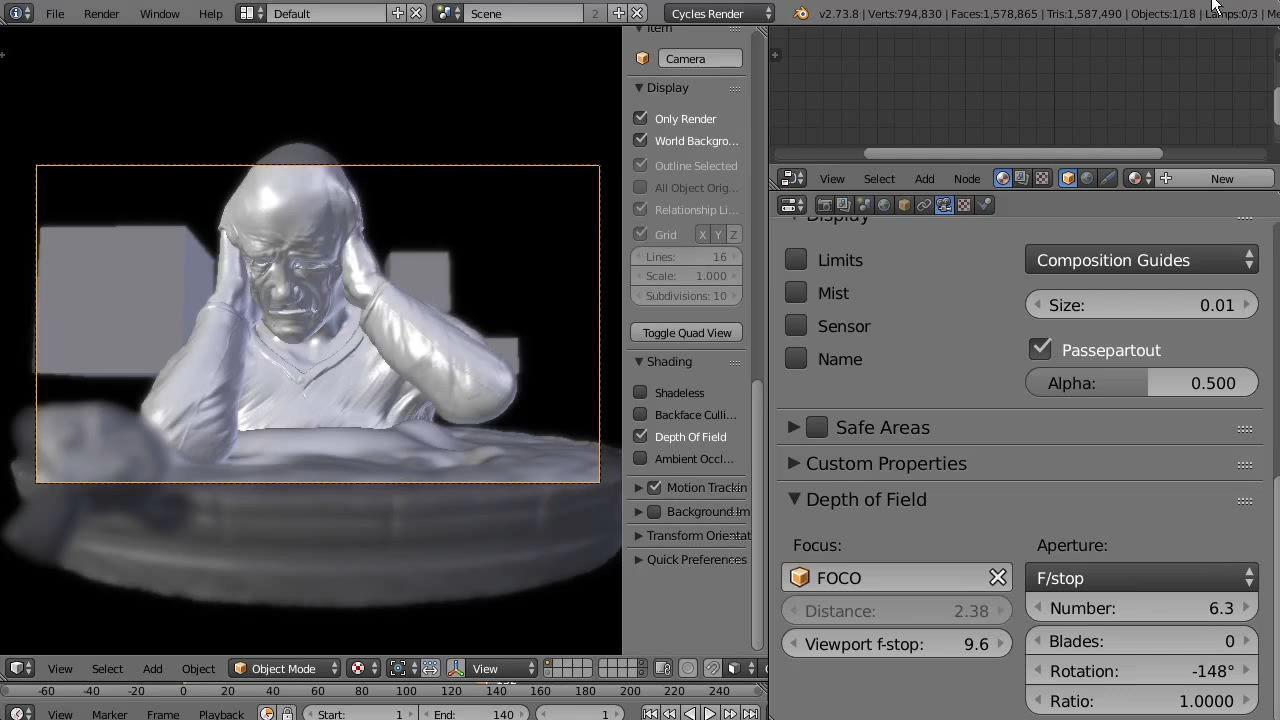 File Render Window Help Default Scene 2 Cycles Render v2.73.8 | Verts:794,830 | Faces:1,578,865 | Tris:1,587,490 | Objects:1/18 | Lamps:0/3 | Me
Item
Camera
Display
Only Render
World Backgro...
Outline Selected
All Object Orig...
Relationship Li...
Grid X Y Z
Lines: 16
Scale: 1.000
Subdivisions: 10
Toggle Quad View
Shading
Shadeless
Backface Culli...
Depth Of Field
Ambient Occl...
Motion Trackin
Background Im
Transform Orientat
Quick Preferences
View Select Add Object Object Mode View
-60 -40 -20 0 20 40 60 80 100 120 140 160 180 200 220 240
View Marker Frame Playback Start: 1 End: 140 1
View Select Add Node New
Display
Limits
Mist
Sensor
Name
Composition Guides
Size: 0.01
Passepartout
Alpha: 0.500
Safe Areas
Custom Properties
Depth of Field
Focus:
FOCO
Distance: 2.38
Viewport f-stop: 9.6
Aperture:
F/stop
Number: 6.3
Blades: 0
Rotation: -148°
Ratio: 1.0000